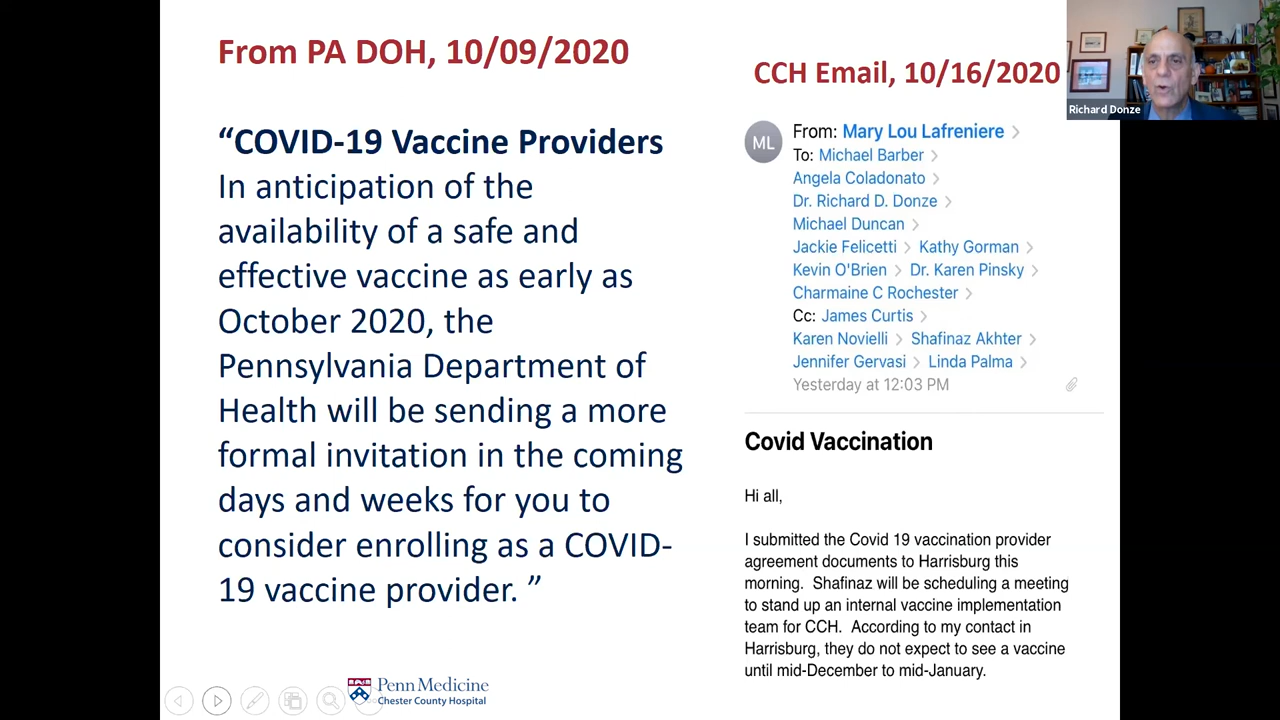 From PA DOH, 10/09/2020
“COVID-19 Vaccine Providers
In anticipation of the
availability of a safe and
effective vaccine as early as
October 2020, the
Pennsylvania Department of
Health will be sending a more
formal invitation in the coming
days and weeks for you to
consider enrolling as a COVID-
19 vaccine provider. ”
CCH Email, 10/16/2020
ML
From: Mary Lou Lafreniere
To: Michael Barber
Angela Coladonato
Dr. Richard D. Donze
Michael Duncan
Jackie Felicetti Kathy Gorman
Kevin O'Brien Dr. Karen Pinsky
Charmaine C Rochester
Cc: James Curtis
Karen Novielli Shafinaz Akhter
Jennifer Gervasi Linda Palma
Yesterday at 12:03 PM
Covid Vaccination
Hi all,
I submitted the Covid 19 vaccination provider
agreement documents to Harrisburg this
morning. Shafinaz will be scheduling a meeting
to stand up an internal vaccine implementation
team for CCH. According to my contact in
Harrisburg, they do not expect to see a vaccine
until mid-December to mid-January.
Richard Donze
Penn Medicine
Chester County Hospital